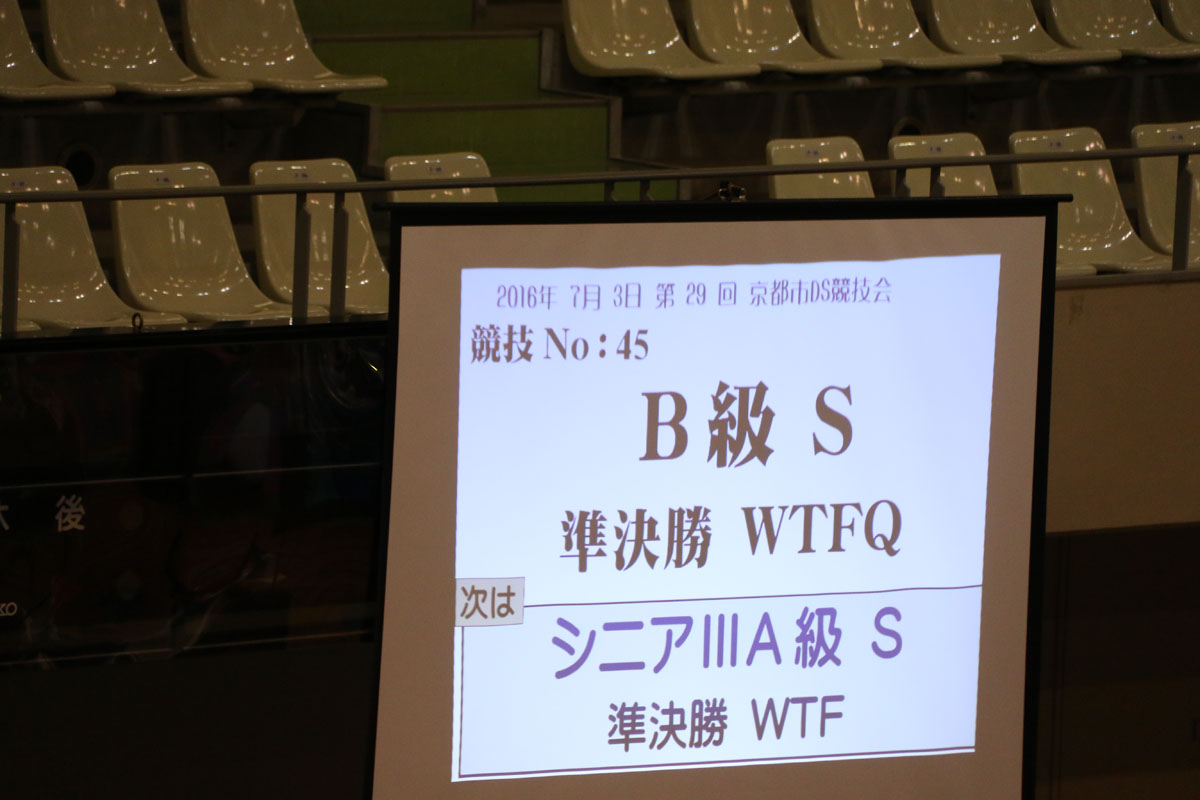 2016年 7月 3日 第 29 回 京都市DS競技会
競技 No : 45
B 級 S
準決勝 WTFQ
次は
シニアIII A 級 S
準決勝 WTF
後